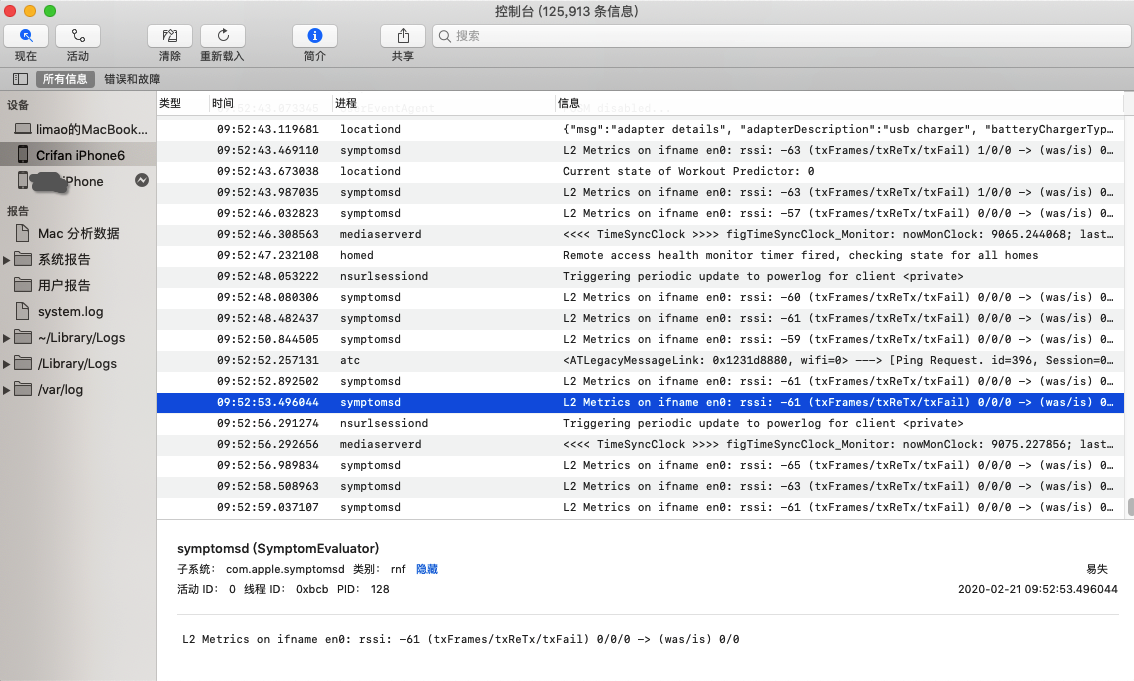 控制台 (125,913 条信息)
现在 活动 清除 重新载入 简介 共享 搜索
所有信息 错误和故障
设备
limao的MacBook...
Crifan iPhone6
iPhone
报告
Mac 分析数据
系统报告
用户报告
system.log
~/Library/Logs
/Library/Logs
/var/log
类型 时间 进程 信息
09:52:43.119681 locationd {"msg":"adapter details", "adapterDescription":"usb charger", "batteryChargerTyp…
09:52:43.469110 symptomsd L2 Metrics on ifname en0: rssi: -63 (txFrames/txReTx/txFail) 1/0/0 -> (was/is) 0…
09:52:43.673038 locationd Current state of Workout Predictor: 0
09:52:43.987035 symptomsd L2 Metrics on ifname en0: rssi: -63 (txFrames/txReTx/txFail) 1/0/0 -> (was/is) 0…
09:52:46.032823 symptomsd L2 Metrics on ifname en0: rssi: -57 (txFrames/txReTx/txFail) 0/0/0 -> (was/is) 0…
09:52:46.308563 mediaserverd <<<< TimeSyncClock >>>> figTimeSyncClock_Monitor: nowMonClock: 9065.244068; last…
09:52:47.232108 homed Remote access health monitor timer fired, checking state for all homes
09:52:48.053222 nsurlsessiond Triggering periodic update to powerlog for client <private>
09:52:48.080306 symptomsd L2 Metrics on ifname en0: rssi: -60 (txFrames/txReTx/txFail) 0/0/0 -> (was/is) 0…
09:52:48.482437 symptomsd L2 Metrics on ifname en0: rssi: -61 (txFrames/txReTx/txFail) 0/0/0 -> (was/is) 0…
09:52:50.844505 symptomsd L2 Metrics on ifname en0: rssi: -59 (txFrames/txReTx/txFail) 0/0/0 -> (was/is) 0…
09:52:52.257131 atc <ATLegacyMessageLink: 0x1231d8880, wifi=0> ---> [Ping Request. id=396, Session=0…
09:52:52.892502 symptomsd L2 Metrics on ifname en0: rssi: -61 (txFrames/txReTx/txFail) 0/0/0 -> (was/is) 0…
09:52:53.496044 symptomsd L2 Metrics on ifname en0: rssi: -61 (txFrames/txReTx/txFail) 0/0/0 -> (was/is) 0…
09:52:56.291274 nsurlsessiond Triggering periodic update to powerlog for client <private>
09:52:56.292656 mediaserverd <<<< TimeSyncClock >>>> figTimeSyncClock_Monitor: nowMonClock: 9075.227856; last…
09:52:56.989834 symptomsd L2 Metrics on ifname en0: rssi: -65 (txFrames/txReTx/txFail) 0/0/0 -> (was/is) 0…
09:52:58.508963 symptomsd L2 Metrics on ifname en0: rssi: -63 (txFrames/txReTx/txFail) 0/0/0 -> (was/is) 0…
09:52:59.037107 symptomsd L2 Metrics on ifname en0: rssi: -61 (txFrames/txReTx/txFail) 0/0/0 -> (was/is) 0…
symptomsd (SymptomEvaluator)
子系统： com.apple.symptomsd 类别： rnf 隐藏 易失
活动 ID： 0 线程 ID： 0xbcb PID： 128 2020-02-21 09:52:53.496044
L2 Metrics on ifname en0: rssi: -61 (txFrames/txReTx/txFail) 0/0/0 -> (was/is) 0/0